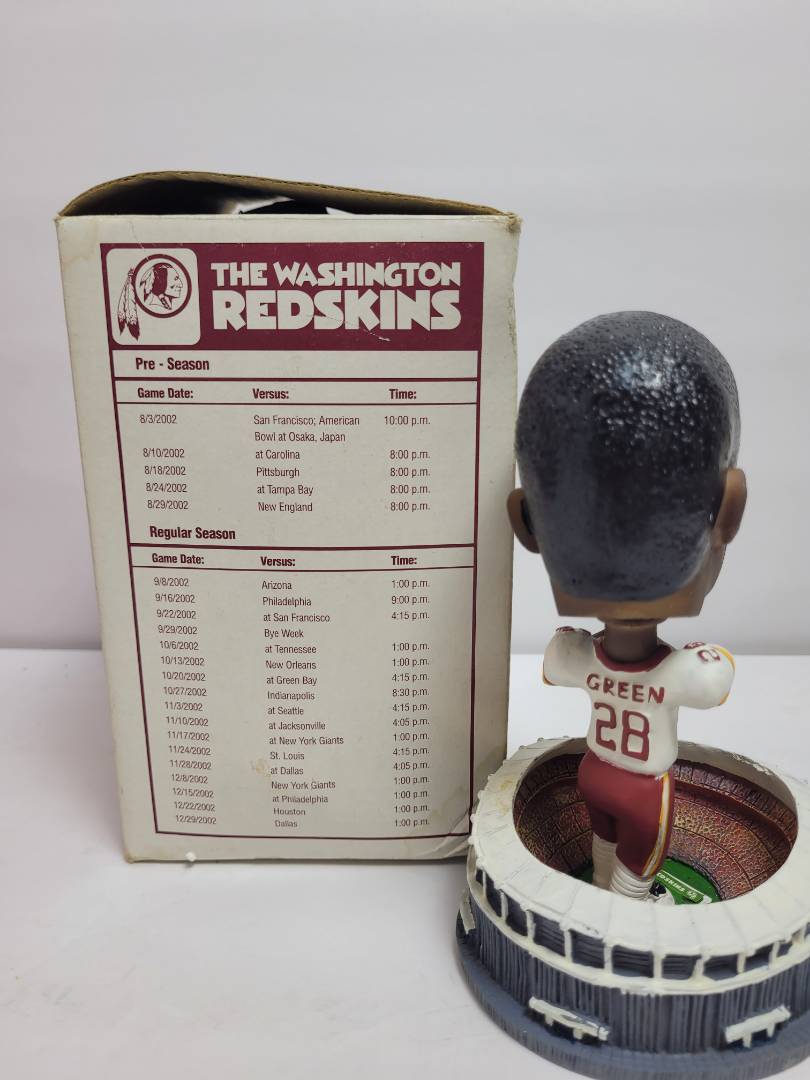 THE WASHINGTON
REDSKINS
Pre - Season
Game Date: Versus: Time:
8/3/2002 San Francisco; American 10:00 p.m.
Bowl at Osaka, Japan
8/10/2002 at Carolina 8:00 p.m.
8/18/2002 Pittsburgh 8:00 p.m.
8/24/2002 at Tampa Bay 8:00 p.m.
8/29/2002 New England 8:00 p.m.
Regular Season
Game Date: Versus: Time:
9/8/2002 Arizona 1:00 p.m.
9/16/2002 Philadelphia 9:00 p.m.
9/22/2002 at San Francisco 4:15 p.m.
9/29/2002 Bye Week
10/6/2002 at Tennessee 1:00 p.m.
10/13/2002 New Orleans 1:00 p.m.
10/20/2002 at Green Bay 4:15 p.m.
10/27/2002 Indianapolis 8:30 p.m.
11/3/2002 at Seattle 4:15 p.m.
11/10/2002 at Jacksonville 4:05 p.m.
11/17/2002 at New York Giants 1:00 p.m.
11/24/2002 St. Louis 4:15 p.m.
11/28/2002 at Dallas 4:05 p.m.
12/8/2002 New York Giants 1:00 p.m.
12/15/2002 at Philadelphia 1:00 p.m.
12/22/2002 Houston 1:00 p.m.
12/29/2002 Dallas 1:00 p.m.
28
GREEN
28
REDSKINS